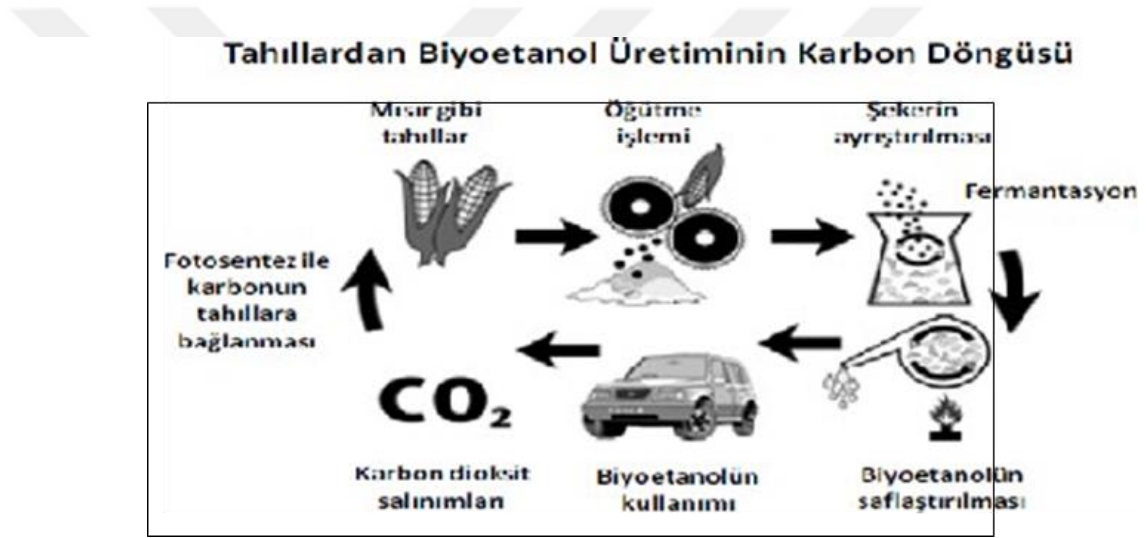 Tahıllardan Biyoetanol Üretiminin Karbon Döngüsü
Mısır gibi
tahıllar
Öğütme
işlemi
Şekerin
ayrıştırılması
Fermantasyon
Fotosentez ile
karbonun
tahıllara
bağlanması
CO₂
Karbon dioksit
salınımları
Biyoetanolün
kullanımı
Biyoetanolün
saflaştırılması